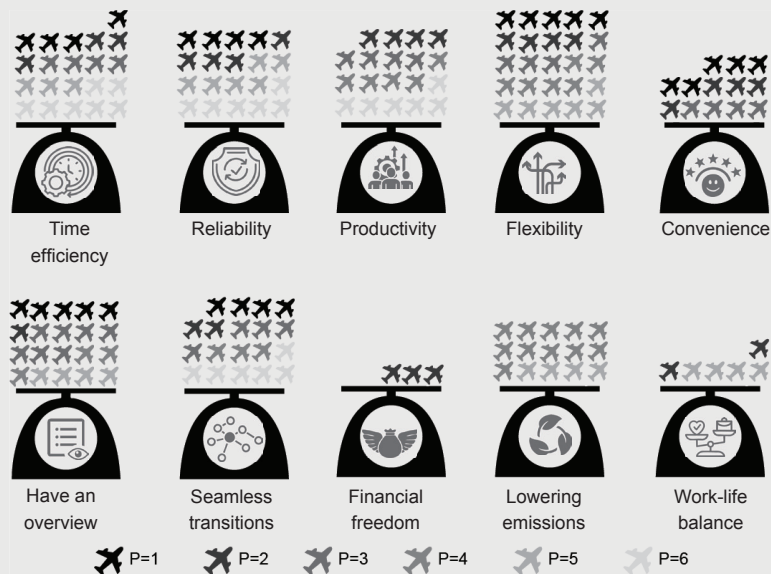 Time
efficiency
Reliability
Productivity
Flexibility
Convenience
Have an
overview
Seamless
transitions
Financial
freedom
Lowering
emissions
Work-life
balance
P=1 P=2 P=3 P=4 P=5 P=6